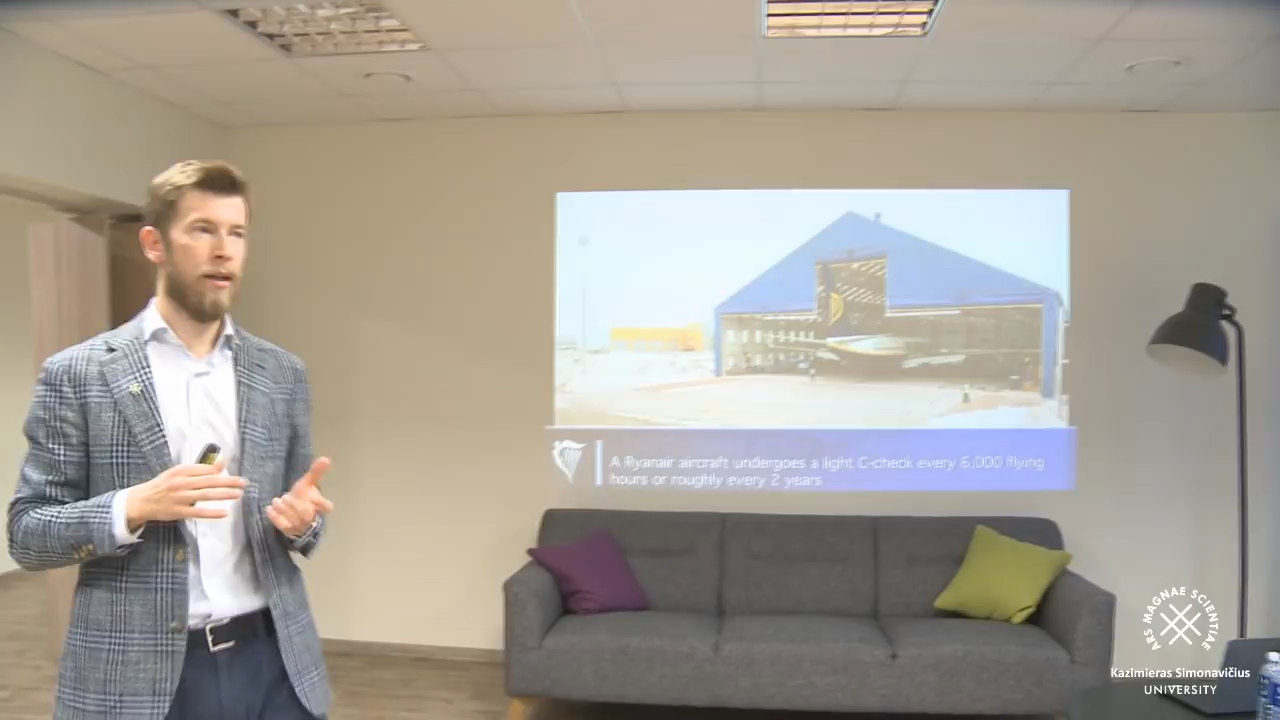 A Ryanair aircraft undergoes a light C-check every 6,000 flying
hours or roughly every 2 years
ARS MAGNAE SCIENTIAE
Kazimieras Simonavičius
UNIVERSITY